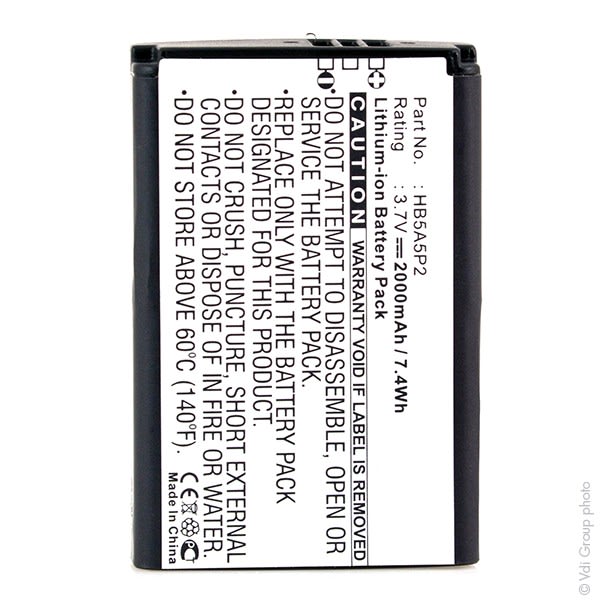 Part No. : HB5A5P2
Rating : 3.7V 2000mAh / 7.4Wh
Lithium-ion Battery Pack
CAUTION WARRANTY VOID IF LABEL IS REMOVED
·DO NOT ATTEMPT TO DISASSEMBLE, OPEN OR
SERVICE THE BATTERY PACK.
·REPLACE ONLY WITH THE BATTERY PACK
DESIGNATED FOR THIS PRODUCT.
·DO NOT CRUSH, PUNCTURE, SHORT EXTERNAL
CONTACTS OR DISPOSE OF IN FIRE OR WATER.
·DO NOT STORE ABOVE 60°C (140°F).
Made In China
© Vdi Group photo